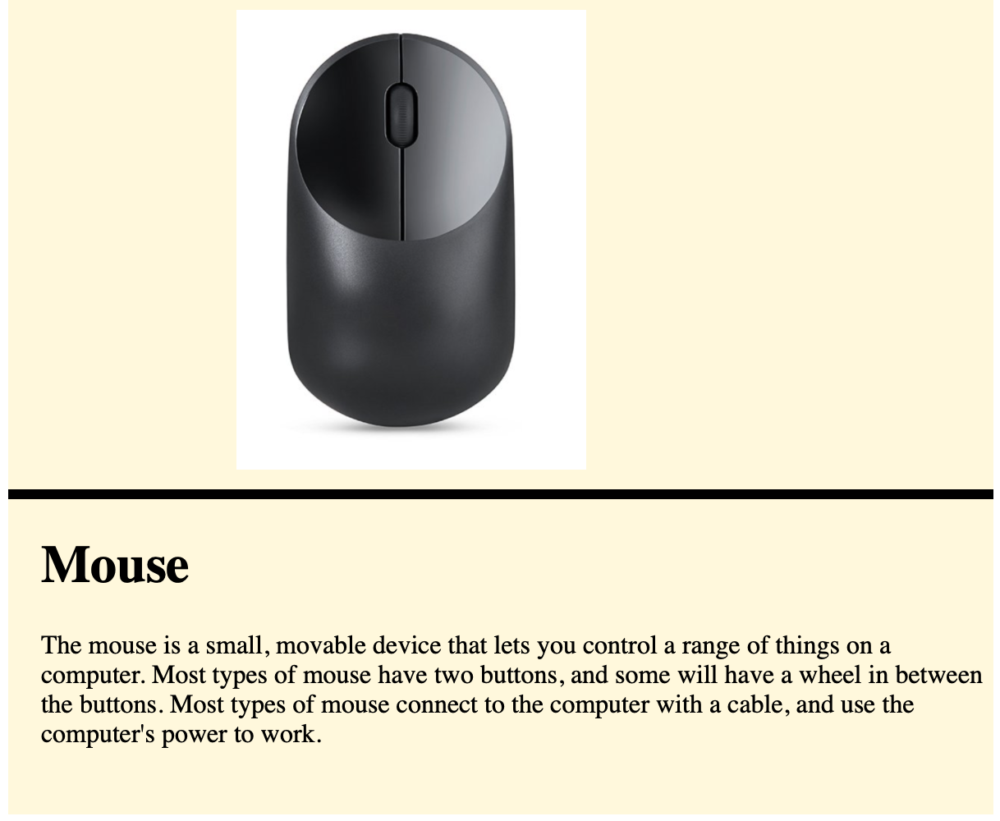 Mouse
The mouse is a small, movable device that lets you control a range of things on a
computer. Most types of mouse have two buttons, and some will have a wheel in between
the buttons. Most types of mouse connect to the computer with a cable, and use the
computer's power to work.